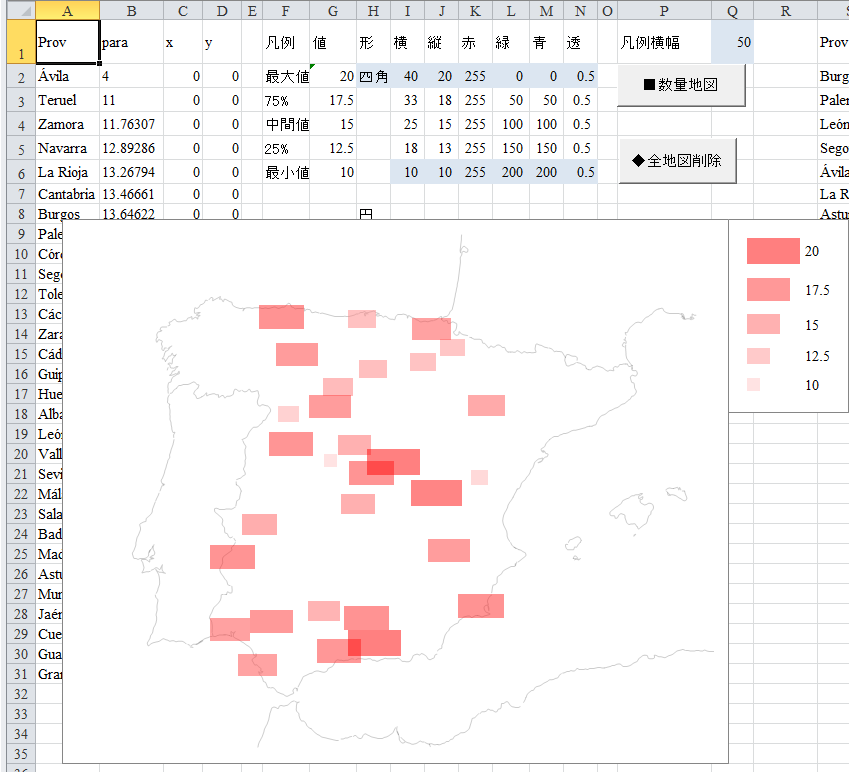 A B C D E F G H I J K L M N O P Q R
1 Prov para x y 凡例 値 形 横 縦 赤 緑 青 透 凡例横幅 50 Prov
2 Ávila 4 0 0 最大値 20 四角 40 20 255 0 0 0.5 ■数量地図 Burg
3 Teruel 11 0 0 75% 17.5 33 18 255 50 50 0.5 Paler
4 Zamora 11.76307 0 0 中間値 15 25 15 255 100 100 0.5 León
5 Navarra 12.89286 0 0 25% 12.5 18 13 255 150 150 0.5 ◆全地図削除 Sego
6 La Rioja 13.26794 0 0 最小値 10 10 10 255 200 200 0.5 Ávila
7 Cantabria 13.46661 0 0 La R
8 Burgos 13.64622 0 0 円 Astu
9 Pale
10 Córd
11 Sego
12 Tole
13 Các
14 Zara
15 Cád
16 Guip
17 Hue
18 Alba
19 Leó
20 Vall
21 Sevi
22 Mál
23 Sala
24 Bad
25 Mad
26 Astu
27 Mur
28 Jaér
29 Cue
30 Gua
31 Gran
32
33
34
35
20
17.5
15
12.5
10